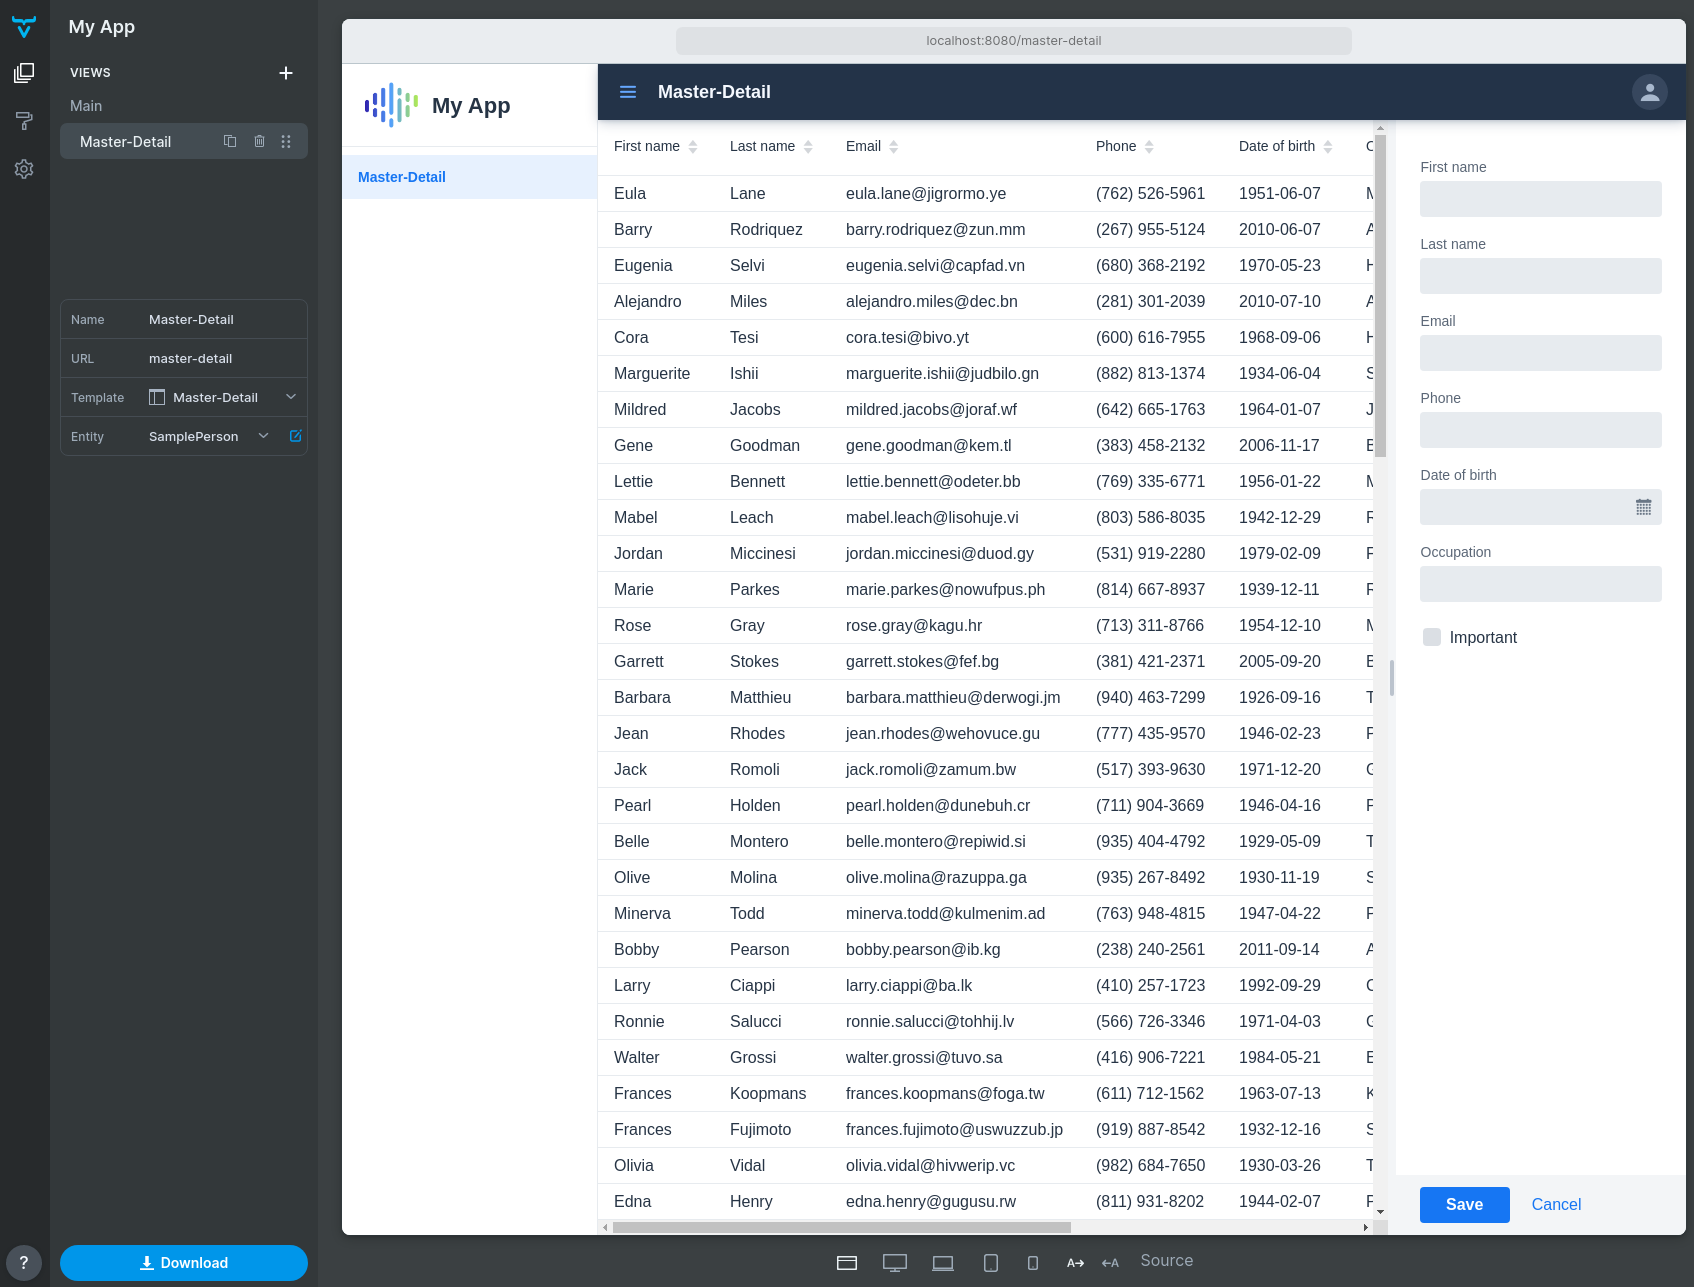 My App
VIEWS
Main
Master-Detail
Name Master-Detail
URL master-detail
Template Master-Detail
Entity SamplePerson
?
Download
localhost:8080/master-detail
My App
Master-Detail
Master-Detail
First name Last name Email Phone Date of birth
Eula Lane eula.lane@jigrormo.ye (762) 526-5961 1951-06-07
Barry Rodriquez barry.rodriquez@zun.mm (267) 955-5124 2010-06-07
Eugenia Selvi eugenia.selvi@capfad.vn (680) 368-2192 1970-05-23
Alejandro Miles alejandro.miles@dec.bn (281) 301-2039 2010-07-10
Cora Tesi cora.tesi@bivo.yt (600) 616-7955 1968-09-06
Marguerite Ishii marguerite.ishii@judbilo.gn (882) 813-1374 1934-06-04
Mildred Jacobs mildred.jacobs@joraf.wf (642) 665-1763 1964-01-07
Gene Goodman gene.goodman@kem.tl (383) 458-2132 2006-11-17
Lettie Bennett lettie.bennett@odeter.bb (769) 335-6771 1956-01-22
Mabel Leach mabel.leach@lisohuje.vi (803) 586-8035 1942-12-29
Jordan Miccinesi jordan.miccinesi@duod.gy (531) 919-2280 1979-02-09
Marie Parkes marie.parkes@nowufpus.ph (814) 667-8937 1939-12-11
Rose Gray rose.gray@kagu.hr (713) 311-8766 1954-12-10
Garrett Stokes garrett.stokes@fef.bg (381) 421-2371 2005-09-20
Barbara Matthieu barbara.matthieu@derwogi.jm (940) 463-7299 1926-09-16
Jean Rhodes jean.rhodes@wehovuce.gu (777) 435-9570 1946-02-23
Jack Romoli jack.romoli@zamum.bw (517) 393-9630 1971-12-20
Pearl Holden pearl.holden@dunebuh.cr (711) 904-3669 1946-04-16
Belle Montero belle.montero@repiwid.si (935) 404-4792 1929-05-09
Olive Molina olive.molina@razuppa.ga (935) 267-8492 1930-11-19
Minerva Todd minerva.todd@kulmenim.ad (763) 948-4815 1947-04-22
Bobby Pearson bobby.pearson@ib.kg (238) 240-2561 2011-09-14
Larry Ciappi larry.ciappi@ba.lk (410) 257-1723 1992-09-29
Ronnie Salucci ronnie.salucci@tohhij.lv (566) 726-3346 1971-04-03
Walter Grossi walter.grossi@tuvo.sa (416) 906-7221 1984-05-21
Frances Koopmans frances.koopmans@foga.tw (611) 712-1562 1963-07-13
Frances Fujimoto frances.fujimoto@uswuzzub.jp (919) 887-8542 1932-12-16
Olivia Vidal olivia.vidal@hivwerip.vc (982) 684-7650 1930-03-26
Edna Henry edna.henry@gugusu.rw (811) 931-8202 1944-02-07
First name
Last name
Email
Phone
Date of birth
Occupation
Important
Save Cancel
A→ ←A Source